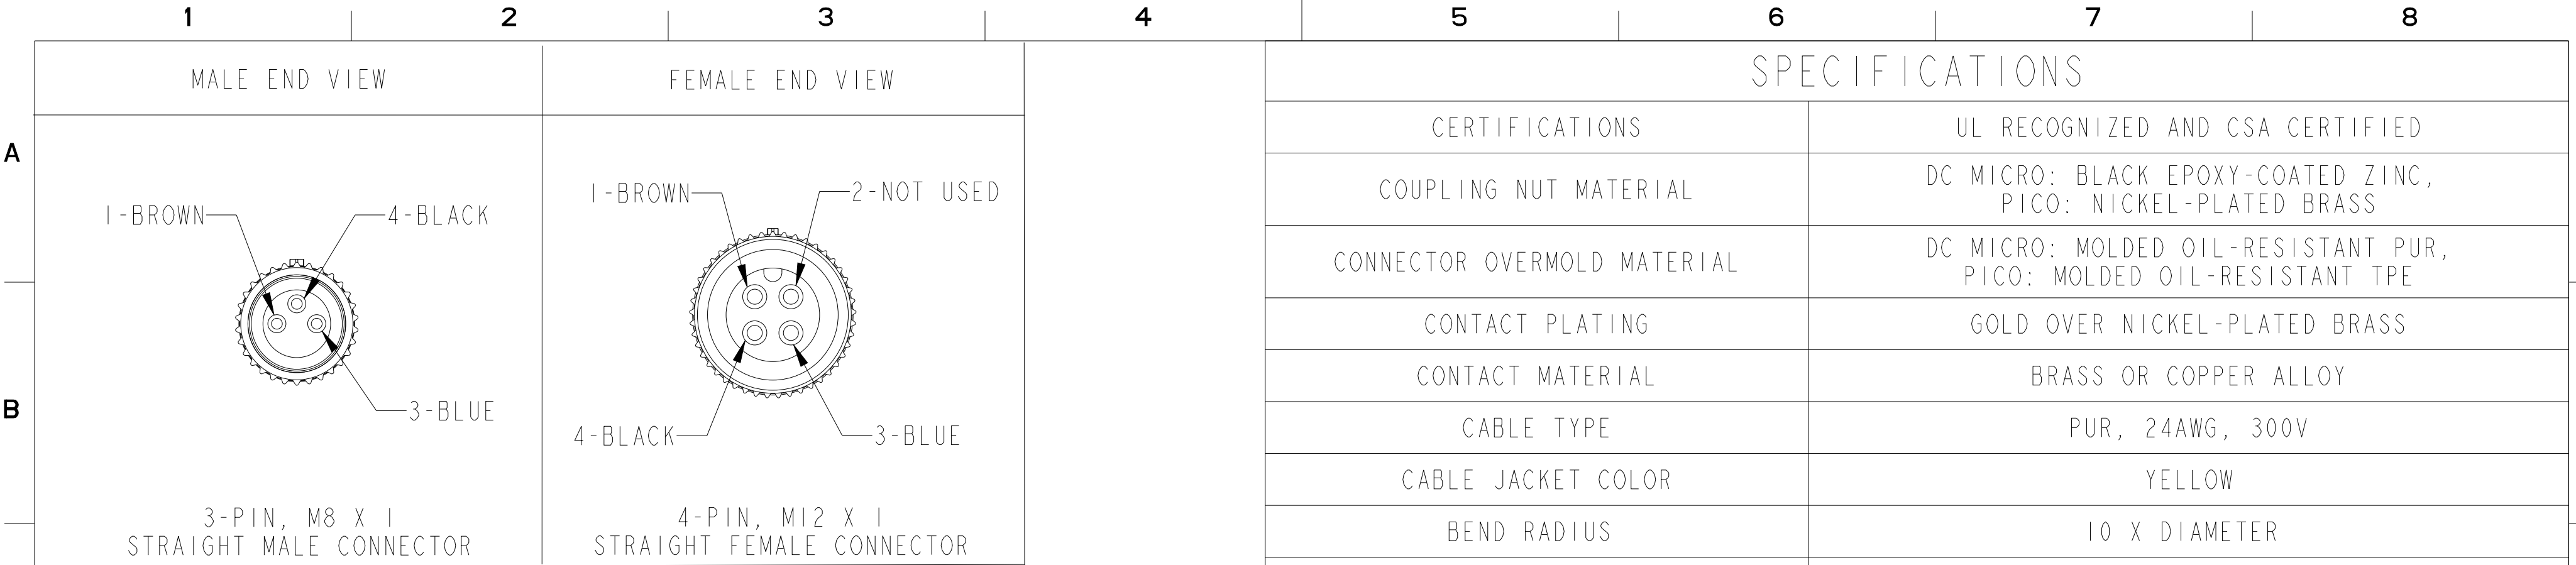 1 2 3 4 5 6 7 8
MALE END VIEW
FEMALE END VIEW
A
1-BROWN
4-BLACK
3-BLUE
3-PIN, M8 X 1
STRAIGHT MALE CONNECTOR
1-BROWN
2-NOT USED
4-BLACK
3-BLUE
4-PIN, M12 X 1
STRAIGHT FEMALE CONNECTOR
B
SPECIFICATIONS
CERTIFICATIONS
UL RECOGNIZED AND CSA CERTIFIED
COUPLING NUT MATERIAL
DC MICRO: BLACK EPOXY-COATED ZINC,
PICO: NICKEL-PLATED BRASS
CONNECTOR OVERMOLD MATERIAL
DC MICRO: MOLDED OIL-RESISTANT PUR,
PICO: MOLDED OIL-RESISTANT TPE
CONTACT PLATING
GOLD OVER NICKEL-PLATED BRASS
CONTACT MATERIAL
BRASS OR COPPER ALLOY
CABLE TYPE
PUR, 24AWG, 300V
CABLE JACKET COLOR
YELLOW
BEND RADIUS
10 X DIAMETER